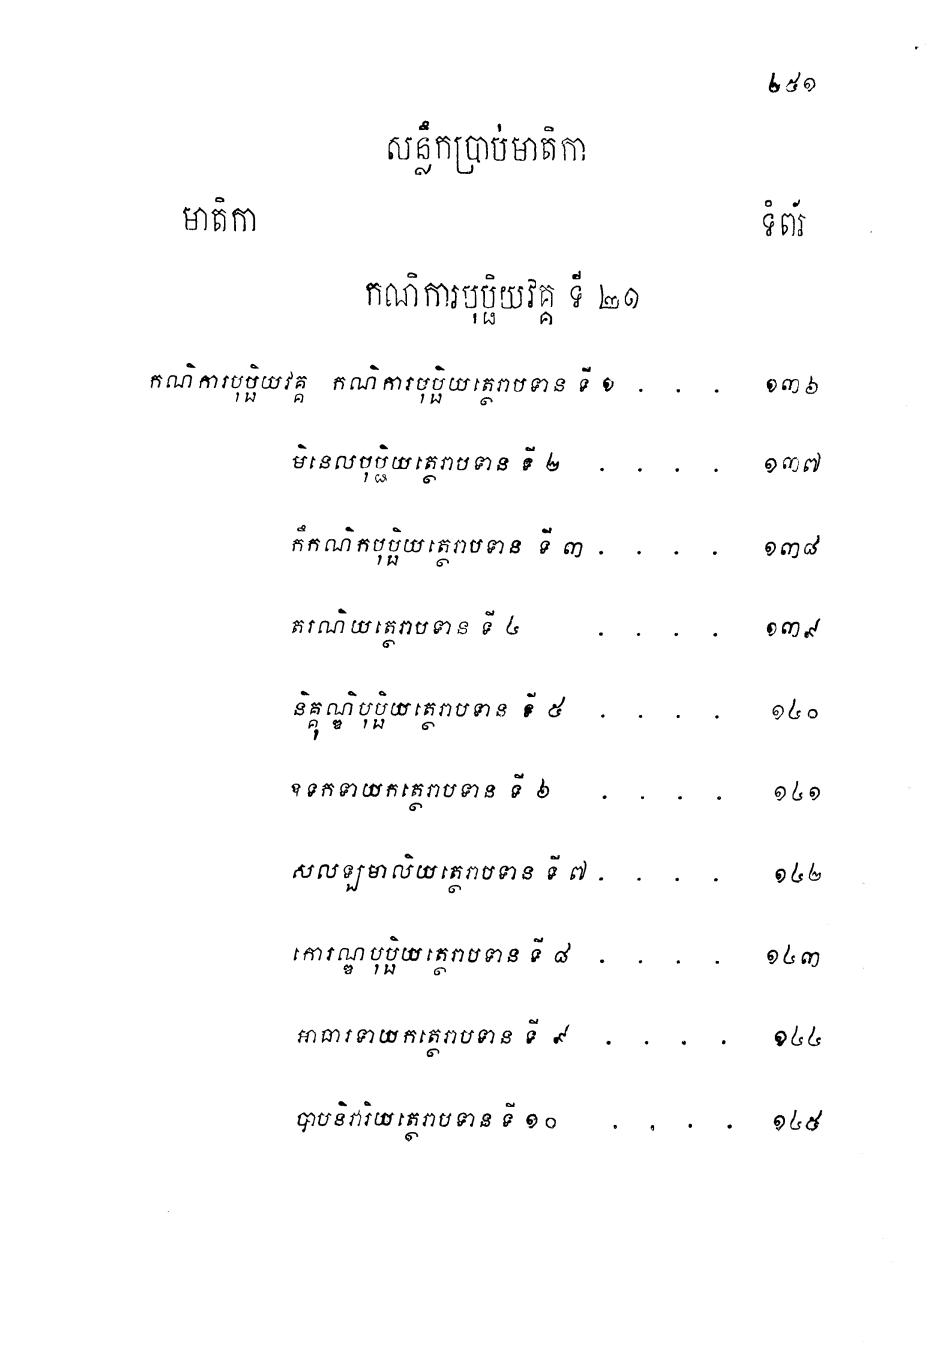 ២៥១
សន្លឹកប្រាប់មាតិកា
មាតិកា ទំព័រ
កណិការបុប្ផិយវគ្គ ទី ២១
កណិការបុប្ផិយវគ្គ កណិការបុប្ផិយត្ថេរាបទាន ទី ១ . . . ១៣៦
មិនេលបុប្ផិយត្ថេរាបទាន ទី ២ . . . . ១៣៧
កឹកណិកបុប្ផិយត្ថេរាបទាន ទី ៣ . . . . ១៣៨
តរណិយត្ថេរាបទាន ទី ៤ . . . . ១៣៩
និគ្គុណ្ឌិបុប្ផិយត្ថេរាបទាន ទី ៥ . . . . ១៤០
ឧទកទាយកត្ថេរាបទាន ទី ៦ . . . . ១៤១
សលឡមាលិយត្ថេរាបទាន ទី ៧ . . . . ១៤២
កោរណ្ឌបុប្ផិយត្ថេរាបទាន ទី ៨ . . . . ១៤៣
អាធារទាយកត្ថេរាបទាន ទី ៩ . . . . ១៤៤
បាបនិវារិយត្ថេរាបទាន ទី ១០ . . . . ១៤៥